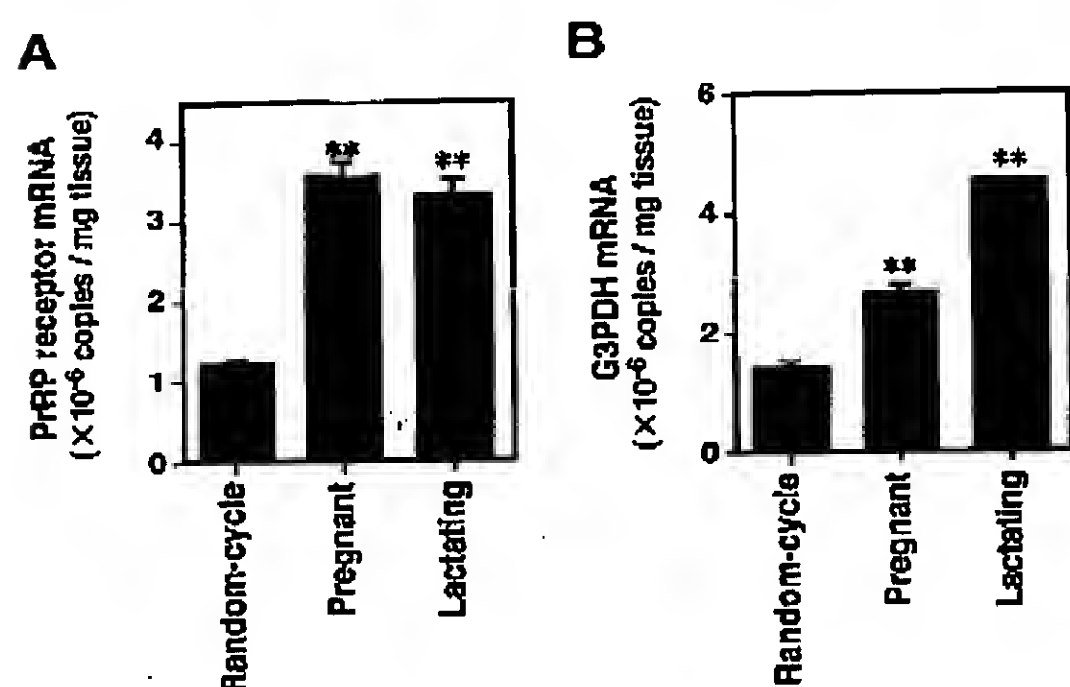 A
PrRP receptor mRNA
(×10⁻⁶ copies / mg tissue)
4
3
2
1
0
**
**
Random-cycle
Pregnant
Lactating
B
G3PDH mRNA
(×10⁻⁶ copies / mg tissue)
6
4
2
0
**
**
Random-cycle
Pregnant
Lactating